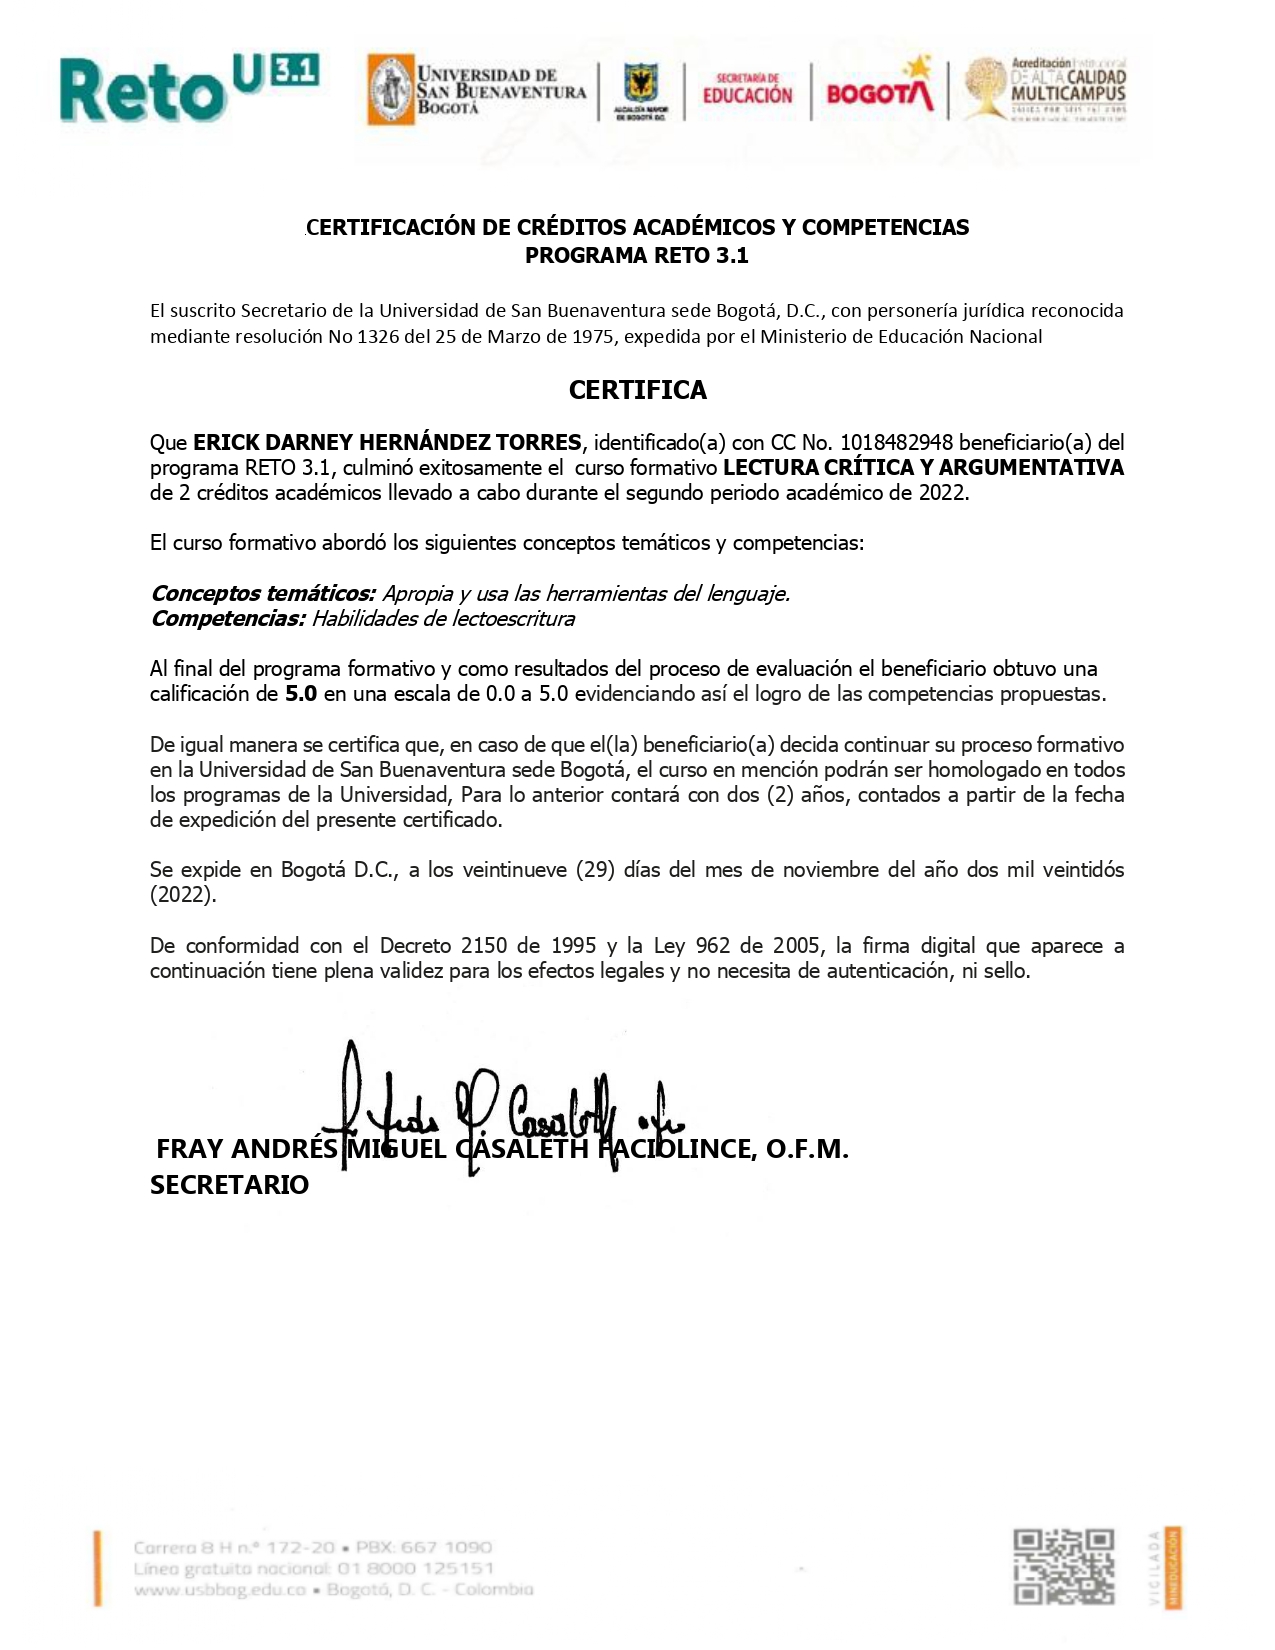 Reto U 3.1
UNIVERSIDAD DE
SAN BUENAVENTURA
BOGOTÁ
ALCALDÍA MAYOR
DE BOGOTÁ D.C.
SECRETARÍA DE
EDUCACIÓN
BOGOTÁ
Acreditación Institucional
DE ALTA CALIDAD
MULTICAMPUS
.CERTIFICACIÓN DE CRÉDITOS ACADÉMICOS Y COMPETENCIAS
PROGRAMA RETO 3.1
El suscrito Secretario de la Universidad de San Buenaventura sede Bogotá, D.C., con personería jurídica reconocida
mediante resolución No 1326 del 25 de Marzo de 1975, expedida por el Ministerio de Educación Nacional
CERTIFICA
Que ERICK DARNEY HERNÁNDEZ TORRES, identificado(a) con CC No. 1018482948 beneficiario(a) del
programa RETO 3.1, culminó exitosamente el curso formativo LECTURA CRÍTICA Y ARGUMENTATIVA
de 2 créditos académicos llevado a cabo durante el segundo periodo académico de 2022.
El curso formativo abordó los siguientes conceptos temáticos y competencias:
Conceptos temáticos: Apropia y usa las herramientas del lenguaje.
Competencias: Habilidades de lectoescritura
Al final del programa formativo y como resultados del proceso de evaluación el beneficiario obtuvo una
calificación de 5.0 en una escala de 0.0 a 5.0 evidenciando así el logro de las competencias propuestas.
De igual manera se certifica que, en caso de que el(la) beneficiario(a) decida continuar su proceso formativo
en la Universidad de San Buenaventura sede Bogotá, el curso en mención podrán ser homologado en todos
los programas de la Universidad, Para lo anterior contará con dos (2) años, contados a partir de la fecha
de expedición del presente certificado.
Se expide en Bogotá D.C., a los veintinueve (29) días del mes de noviembre del año dos mil veintidós
(2022).
De conformidad con el Decreto 2150 de 1995 y la Ley 962 de 2005, la firma digital que aparece a
continuación tiene plena validez para los efectos legales y no necesita de autenticación, ni sello.
FRAY ANDRÉS MIGUEL CÁSALETH FACIOLINCE, O.F.M.
SECRETARIO
Carrera 8 H n.° 172-20 • PBX: 667 1090
Línea gratuita nacional: 01 8000 125151
www.usbbog.edu.co • Bogotá, D. C. - Colombia
VIGILADA
MINEDUCACIÓN